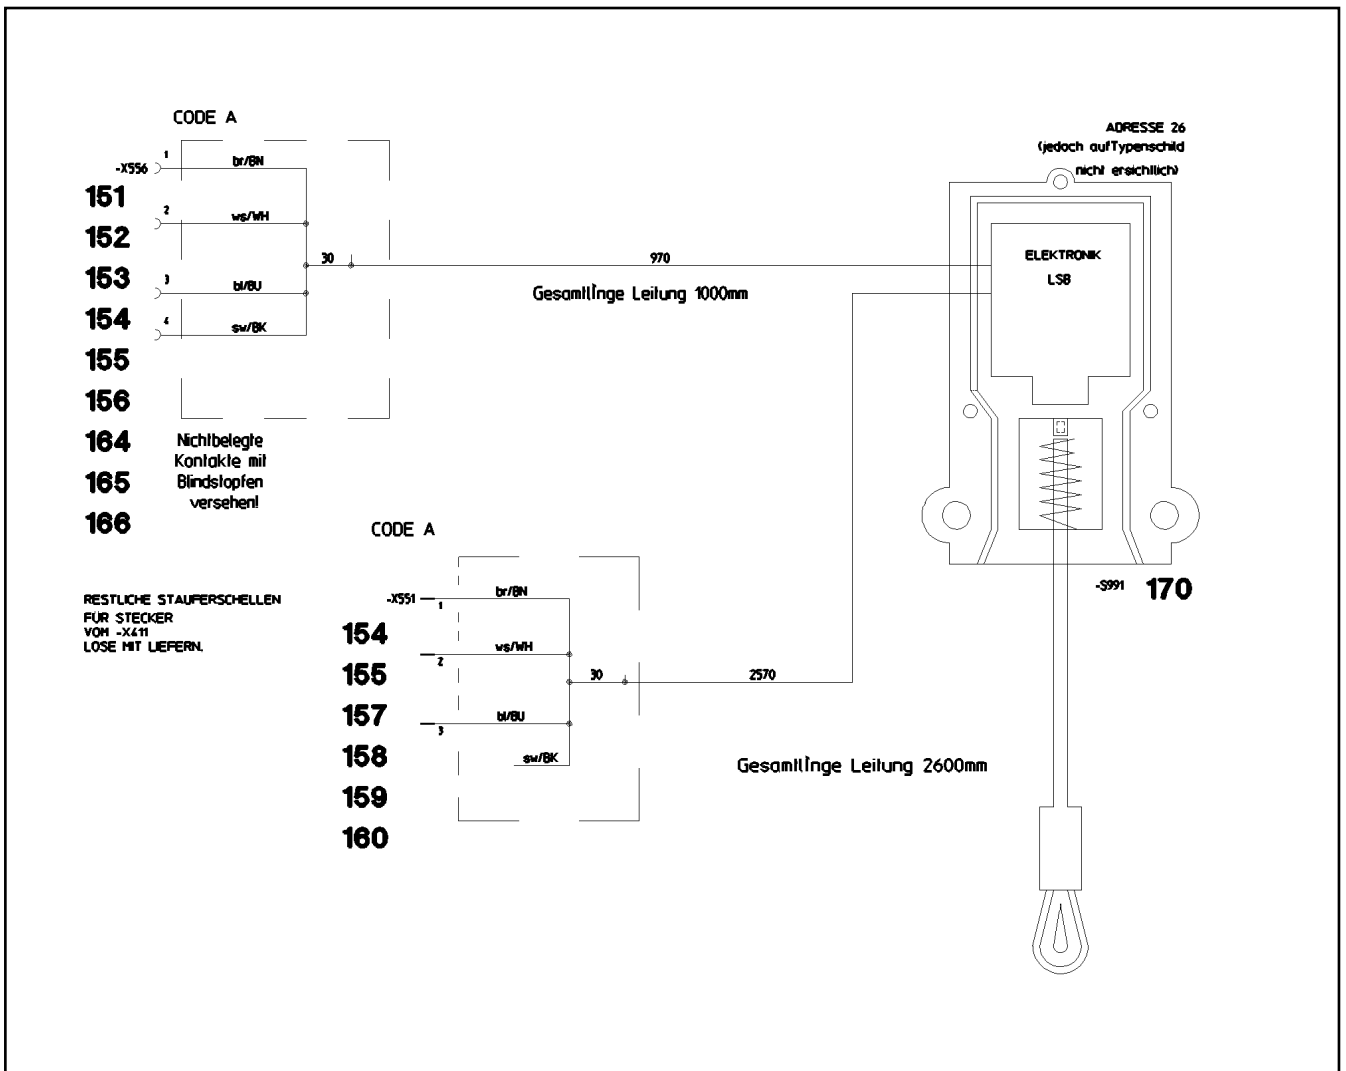 CODE A
-X556
1
br/BN
151
2
ws/WH
152
153
3
bl/BU
154
4
sw/BK
155
156
164
165
166
30
970
Gesamtlïnge Leitung 1000mm
Nichtbelegte
Kontakte mit
Blindstopfen
versehen!
ADRESSE 26
(jedoch aufTypenschild
nicht ersichtlich)
ELEKTRONIK
LSB
-S991
170
CODE A
-X551
1
br/BN
154
2
ws/WH
155
157
3
bl/BU
158
sw/BK
159
160
30
2570
Gesamtlïnge Leitung 2600mm
RESTLICHE STAUFERSCHELLEN
FÜR STECKER
VOM -X411
LOSE MIT LIEFERN.